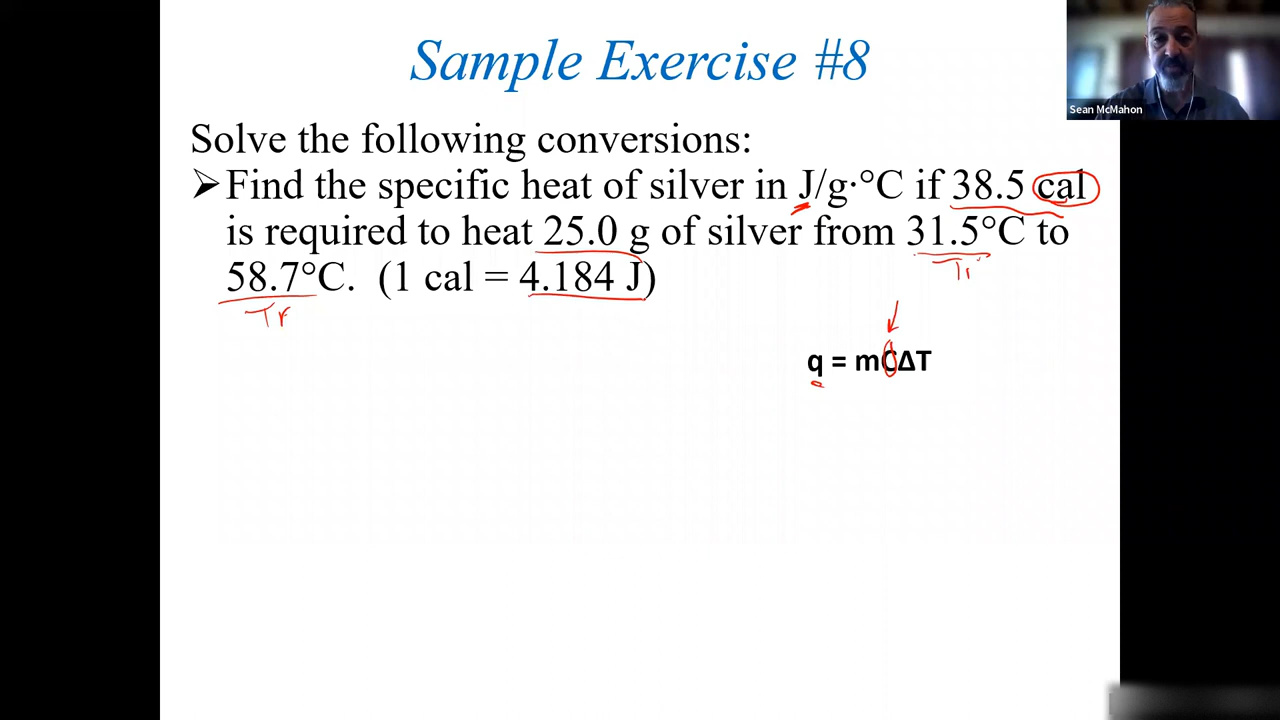 Sample Exercise #8
Sean McMahon
Solve the following conversions:
➢Find the specific heat of silver in J/g·°C if 38.5 cal
is required to heat 25.0 g of silver from 31.5°C to
58.7°C. (1 cal = 4.184 J)
Ti
Tf
q = mCΔT